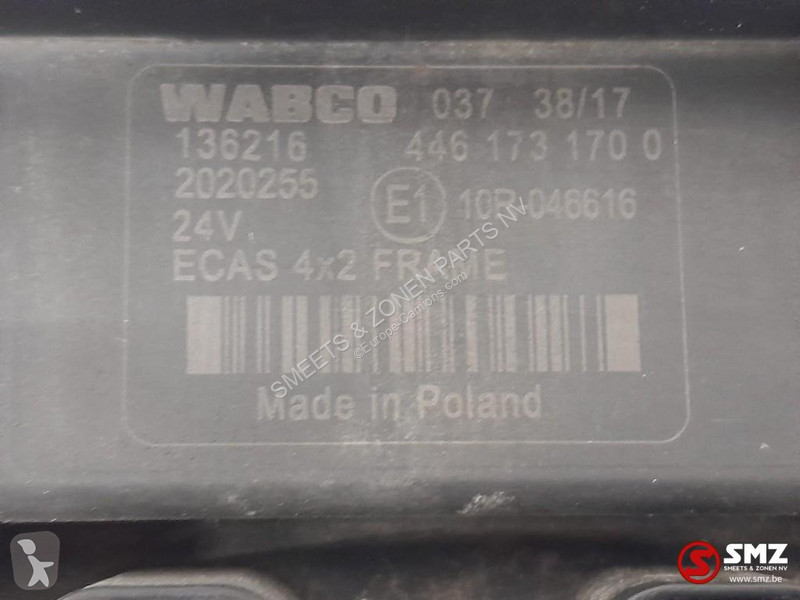 WABCO 037 38/17
136216 446 173 170 0
2020255 E1 10R-046616
24V
ECAS 4x2 FRAME
Made in Poland
SMEETS & ZONEN PARTS NV
©Europe-Camions.com
SMZ
SMEETS & ZONEN NV
www.smz.be